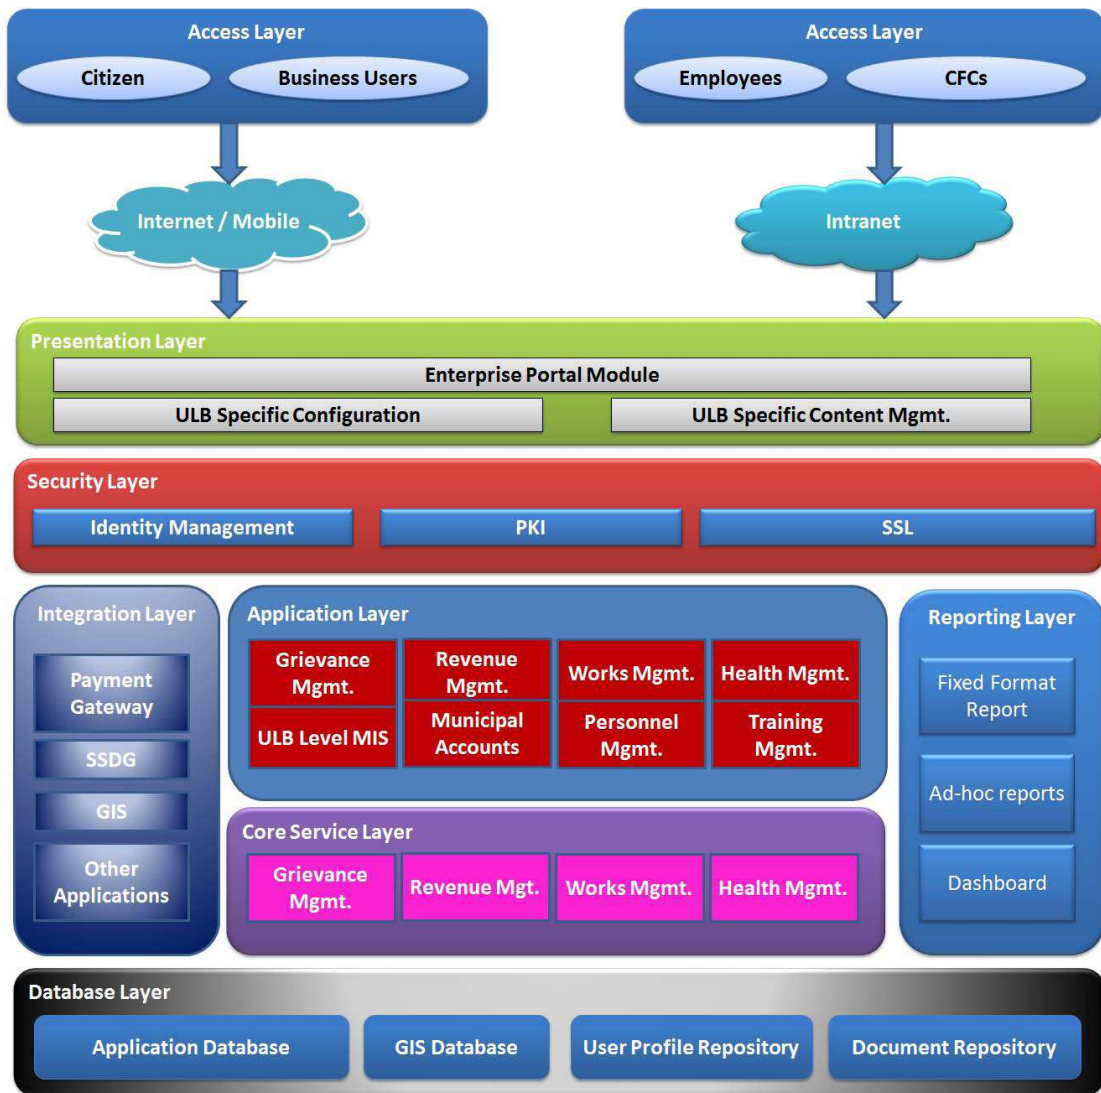 Access Layer
Citizen
Business Users
Access Layer
Employees
CFCs
Internet / Mobile
Intranet
Presentation Layer
Enterprise Portal Module
ULB Specific Configuration
ULB Specific Content Mgmt.
Security Layer
Identity Management
PKI
SSL
Integration Layer
Payment
Gateway
SSDG
GIS
Other
Applications
Application Layer
Grievance
Mgmt.
Revenue
Mgmt.
Works Mgmt.
Health Mgmt.
ULB Level MIS
Municipal
Accounts
Personnel
Mgmt.
Training
Mgmt.
Core Service Layer
Grievance
Mgmt.
Revenue Mgt.
Works Mgmt.
Health Mgmt.
Reporting Layer
Fixed Format
Report
Ad-hoc reports
Dashboard
Database Layer
Application Database
GIS Database
User Profile Repository
Document Repository